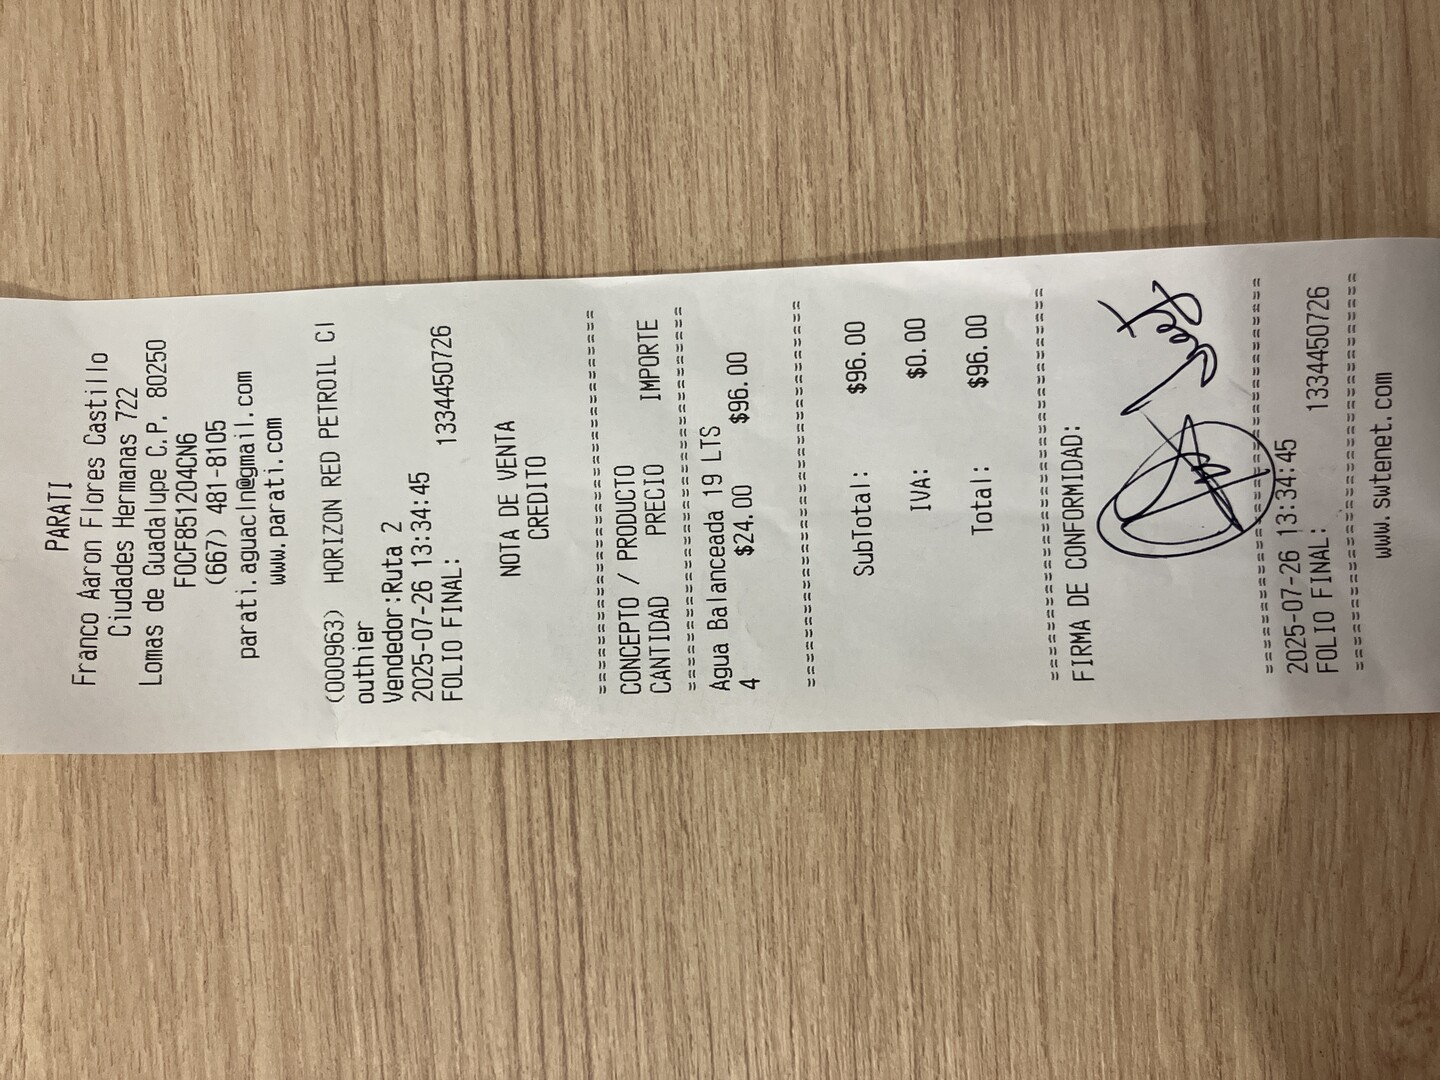 PARATI
Franco Aaron Flores Castillo
Ciudades Hermanas 722
Lomas de Guadalupe C.P. 80250
FOCF851204CN6
(667) 481-8105
parati.aguacln@gmail.com
www.parati.com
(000963) HORIZON RED PETROIL CI
outhier
Vendedor:Ruta 2
2025-07-26 13:34:45
FOLIO FINAL: 1334450726
NOTA DE VENTA
CREDITO
==========================================
CONCEPTO / PRODUCTO
CANTIDAD PRECIO IMPORTE
==========================================
Agua Balanceada 19 LTS
4 $24.00 $96.00
==========================================
SubTotal: $96.00
IVA: $0.00
Total: $96.00
==========================================
FIRMA DE CONFORMIDAD:
==========================================
2025-07-26 13:34:45
FOLIO FINAL: 1334450726
==========================================
www.swtenet.com